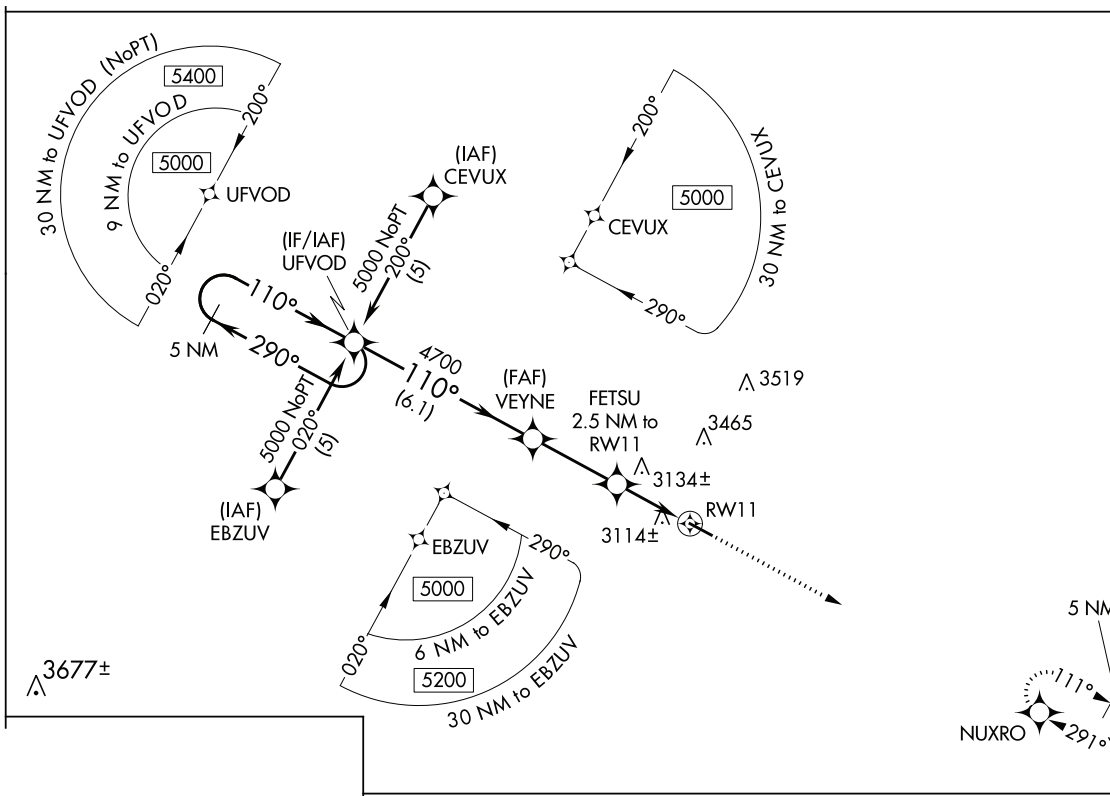 30 NM to UFVOD (NoPT)
5400
9 NM to UFVOD
5000
200°
UFVOD
020°
(IAF)
CEVUX
5000 NoPT
200°
(5)
(IF/IAF)
UFVOD
200°
5000
CEVUX
30 NM to CEVUX
290°
110°
290°
5 NM
4700
110°
(6.1)
(FAF)
VEYNE
FETSU
2.5 NM to
RW11
3519
3465
3134±
3114±
RW11
5000 NoPT
020°
(5)
(IAF)
EBZUV
EBZUV
290°
5000
020°
6 NM to EBZUV
5200
30 NM to EBZUV
3677±
5 NM
111°
291°
NUXRO